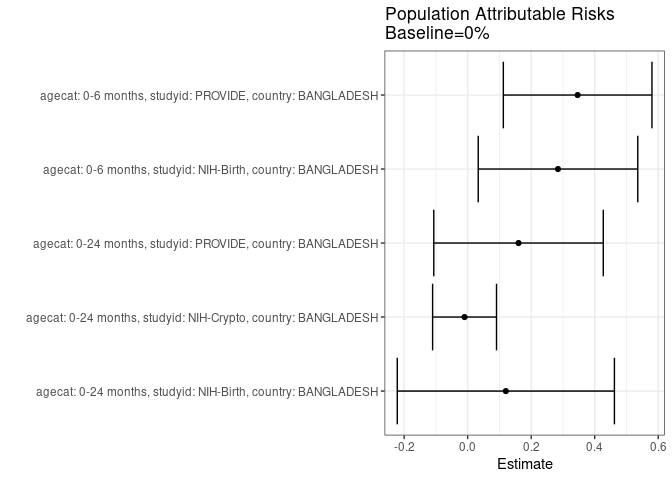 Population Attributable Risks
Baseline=0%
agecat: 0-6 months, studyid: PROVIDE, country: BANGLADESH
agecat: 0-6 months, studyid: NIH-Birth, country: BANGLADESH
agecat: 0-24 months, studyid: PROVIDE, country: BANGLADESH
agecat: 0-24 months, studyid: NIH-Crypto, country: BANGLADESH
agecat: 0-24 months, studyid: NIH-Birth, country: BANGLADESH
-0.2 0.0 0.2 0.4 0.6
Estimate